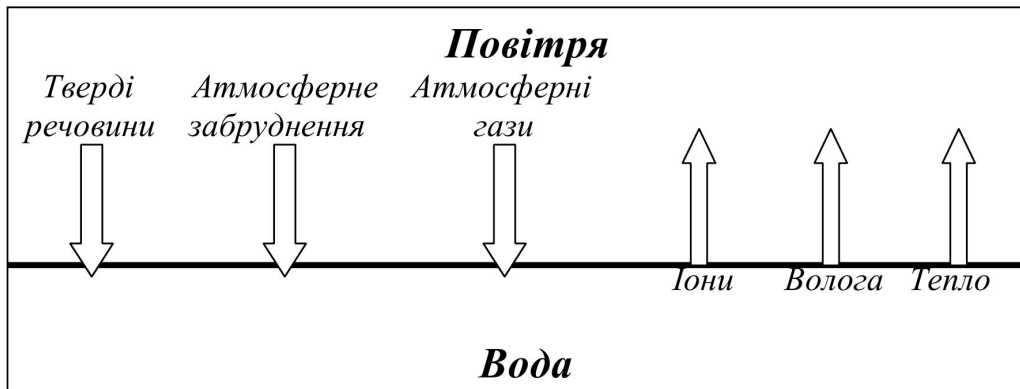 Повітря
Тверді
речовини
Атмосферне
забруднення
Атмосферні
гази
Іони
Волога
Тепло
Вода